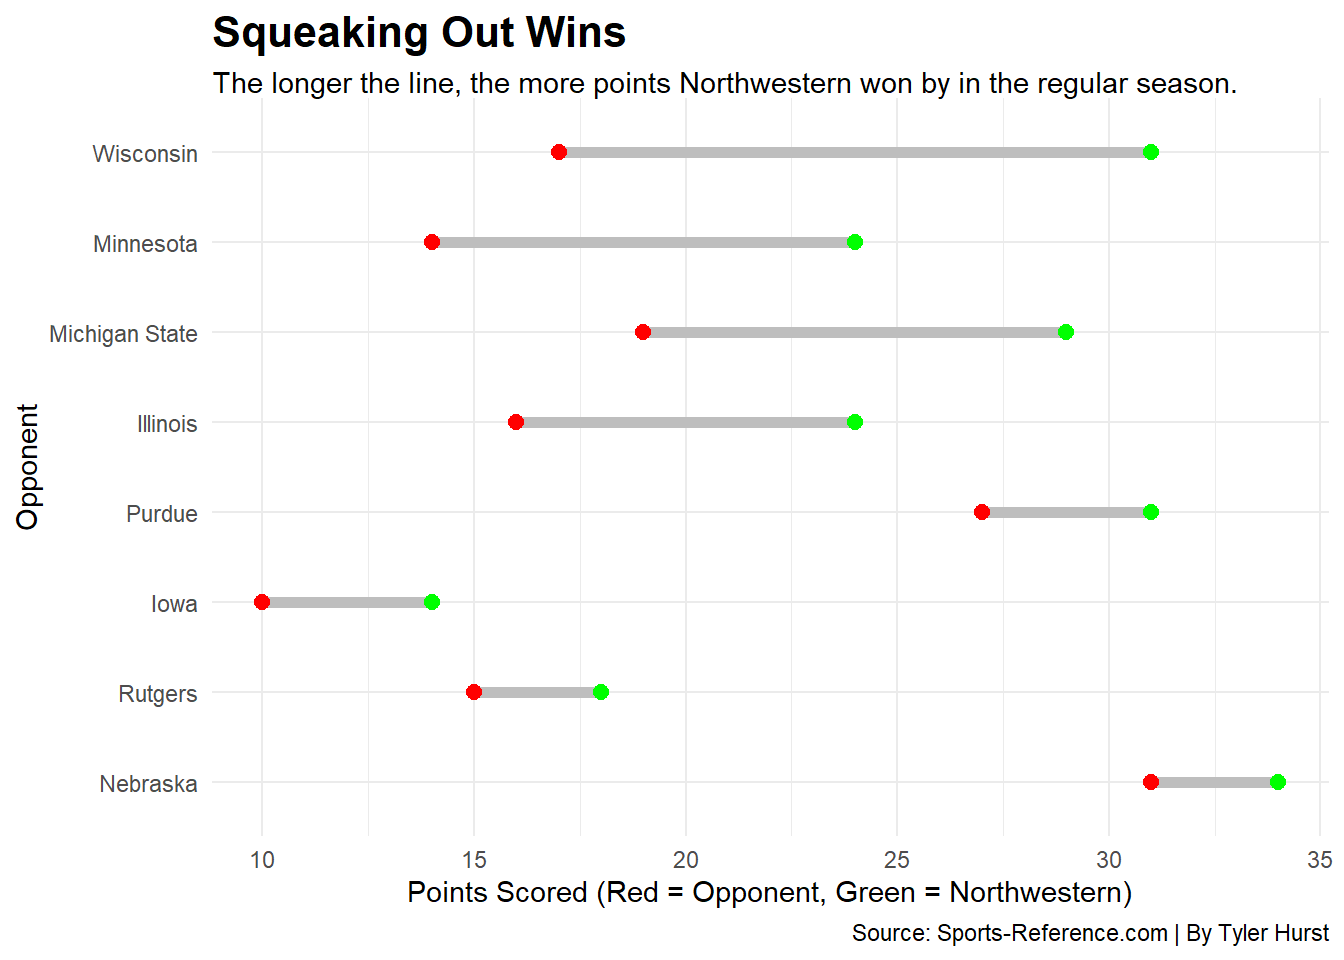 Squeaking Out Wins
The longer the line, the more points Northwestern won by in the regular season.
Opponent
Wisconsin
Minnesota
Michigan State
Illinois
Purdue
Iowa
Rutgers
Nebraska
10 15 20 25 30 35
Points Scored (Red = Opponent, Green = Northwestern)
Source: Sports-Reference.com | By Tyler Hurst